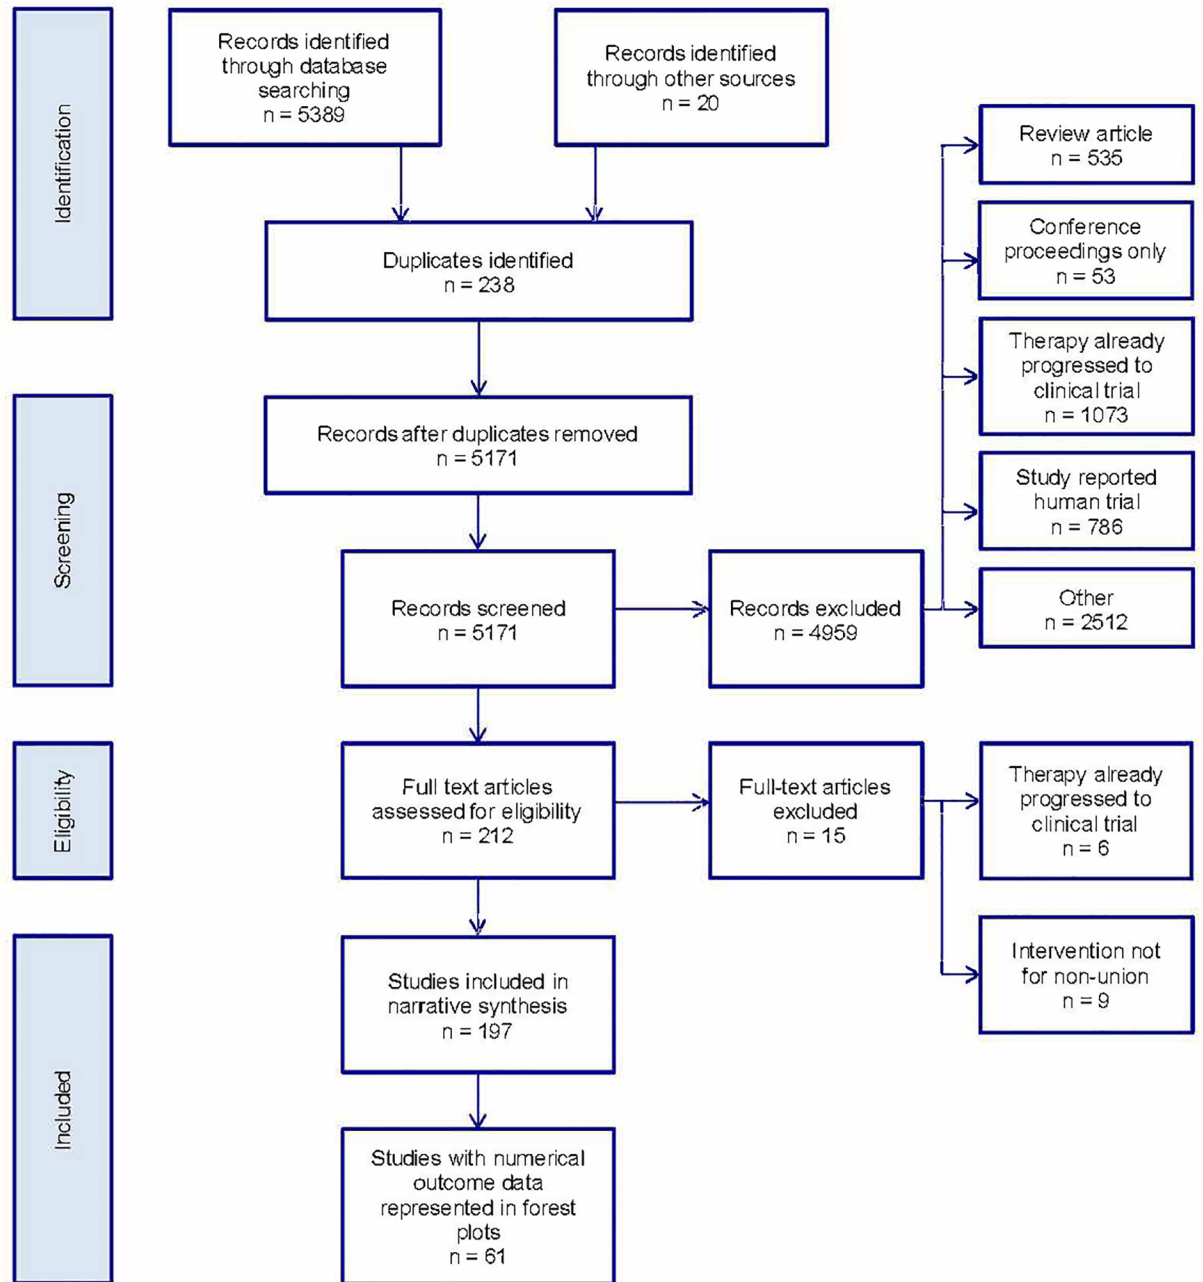 Identification
Records identified
through database
searching
n = 5389
Records identified
through other sources
n = 20
Duplicates identified
n = 238
Review article
n = 535
Conference
proceedings only
n = 53
Therapy already
progressed to
clinical trial
n = 1073
Study reported
human trial
n = 786
Other
n = 2512
Screening
Records after duplicates removed
n = 5171
Records screened
n = 5171
Records excluded
n = 4959
Eligibility
Full text articles
assessed for eligibility
n = 212
Full-text articles
excluded
n = 15
Therapy already
progressed to
clinical trial
n = 6
Intervention not
for non-union
n = 9
Included
Studies included in
narrative synthesis
n = 197
Studies with numerical
outcome data
represented in forest
plots
n = 61